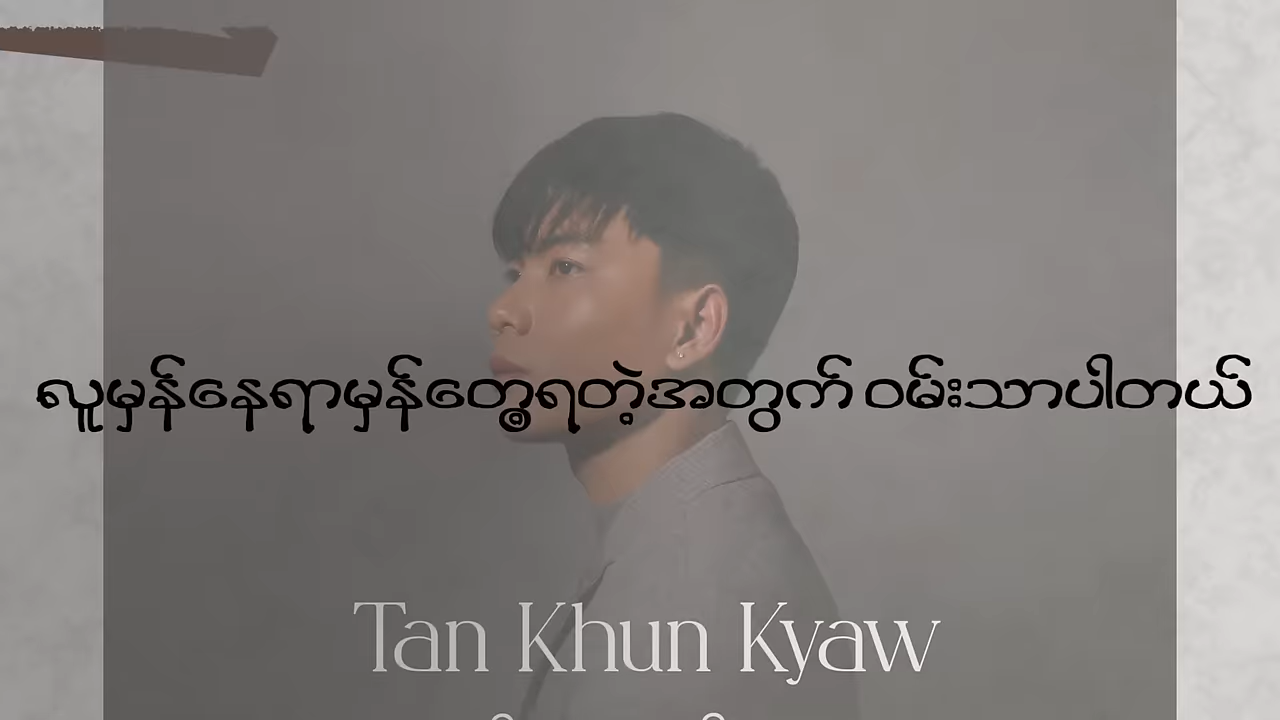 လူမှန်နေရာမှန်တွေ့ရတဲ့အတွက် ဝမ်းသာပါတယ်
Tan Khun Kyaw